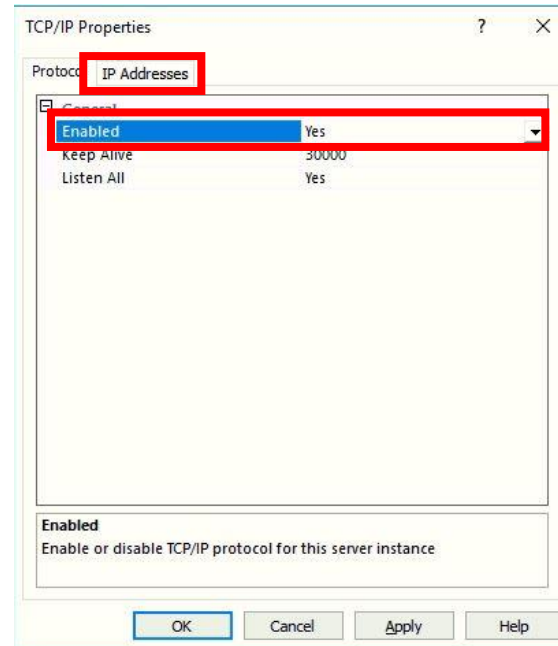 TCP/IP Properties ? ×
Protocol IP Addresses
General
Enabled Yes
Keep Alive 30000
Listen All Yes
Enabled
Enable or disable TCP/IP protocol for this server instance
OK Cancel Apply Help